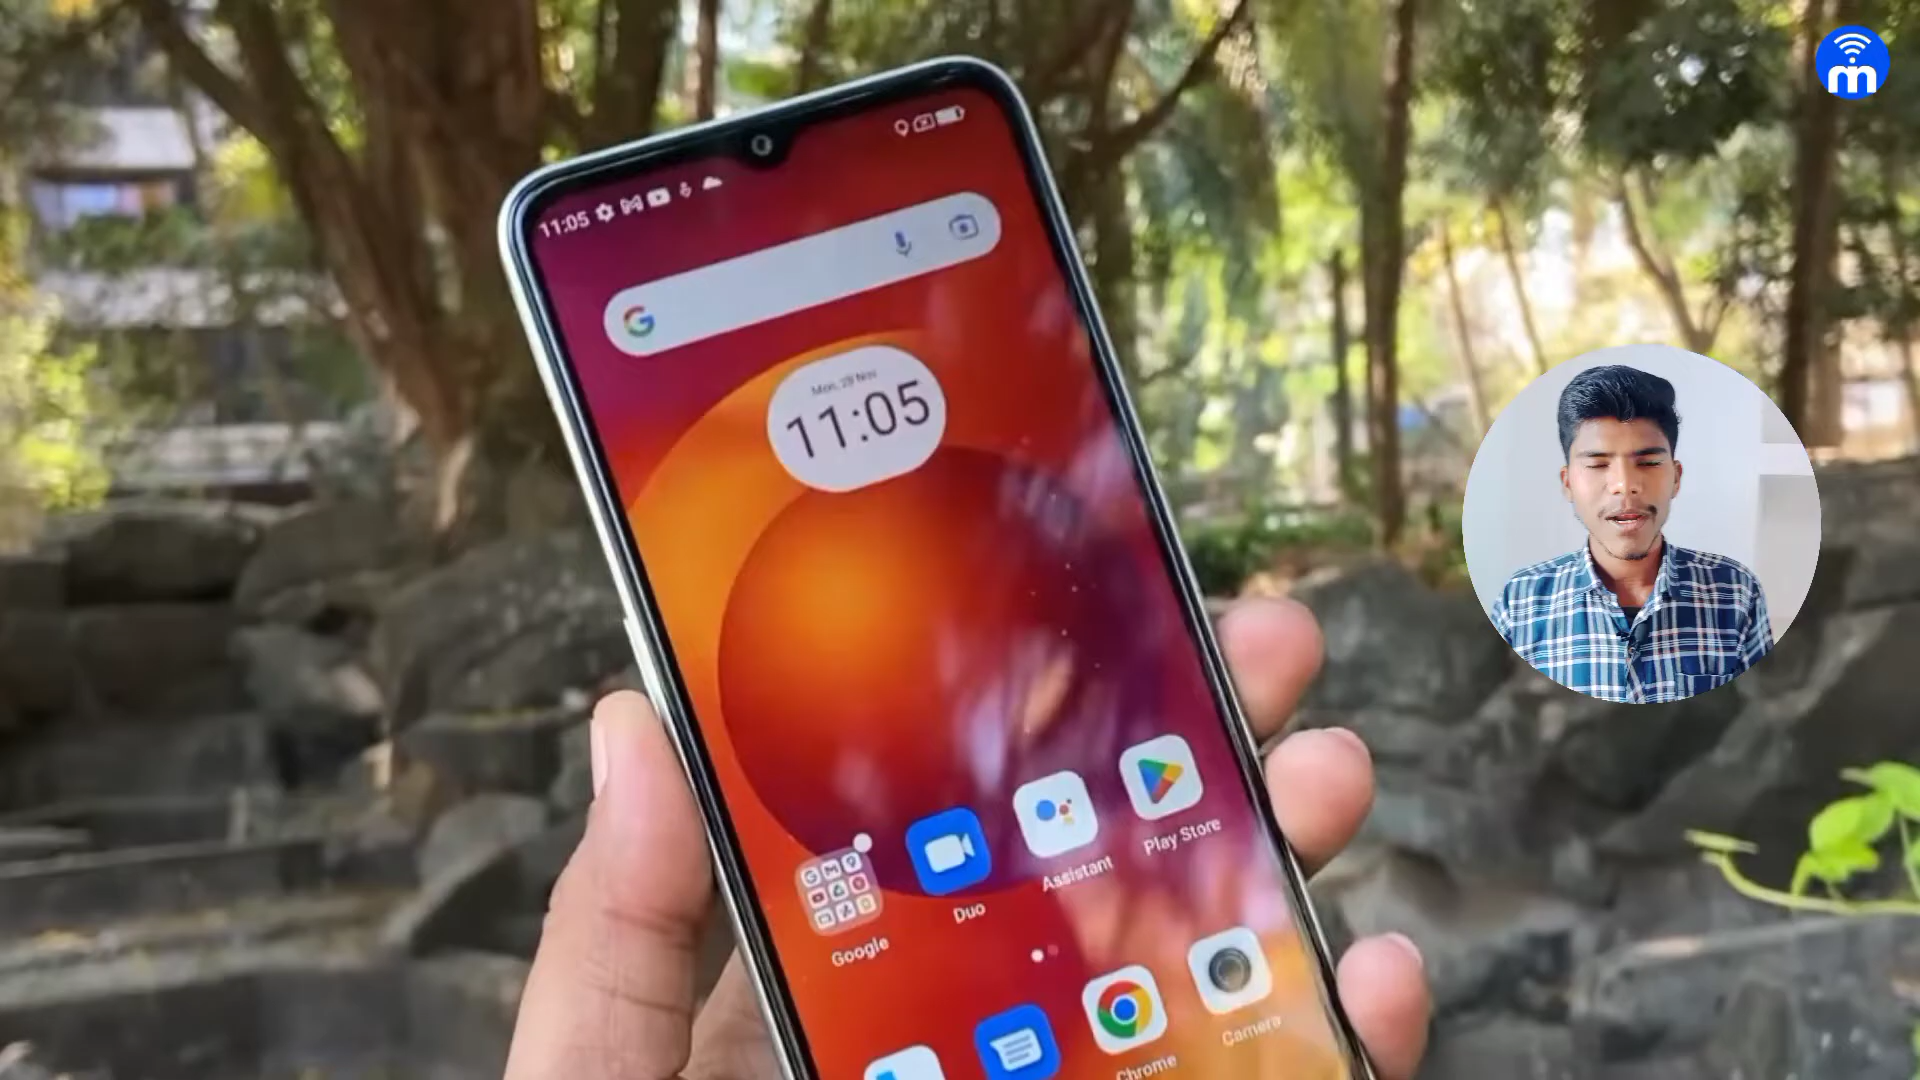 11:05
Mon, 28 Nov
11:05
Google
Duo
Assistant
Play Store
Chrome
Camera
m